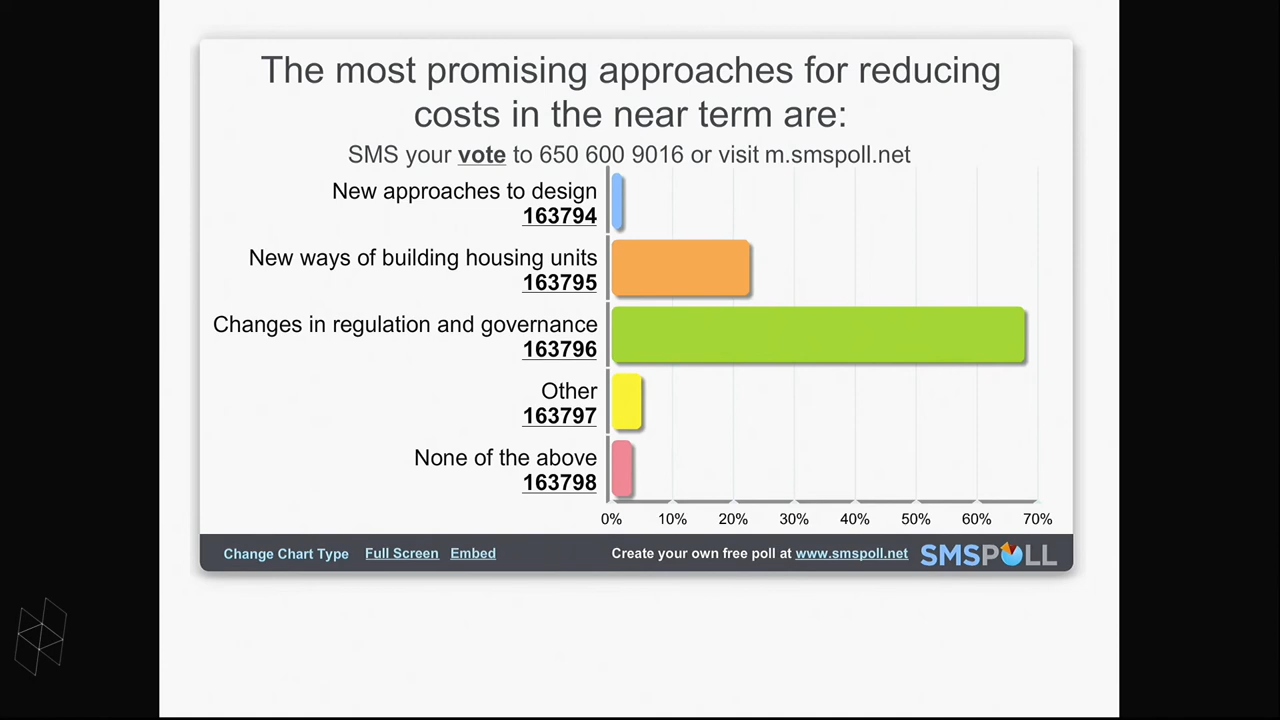 The most promising approaches for reducing
costs in the near term are:
SMS your vote to 650 600 9016 or visit m.smspoll.net
New approaches to design
163794
New ways of building housing units
163795
Changes in regulation and governance
163796
Other
163797
None of the above
163798
0% 10% 20% 30% 40% 50% 60% 70%
Change Chart Type Full Screen Embed Create your own free poll at www.smspoll.net SMSPOLL